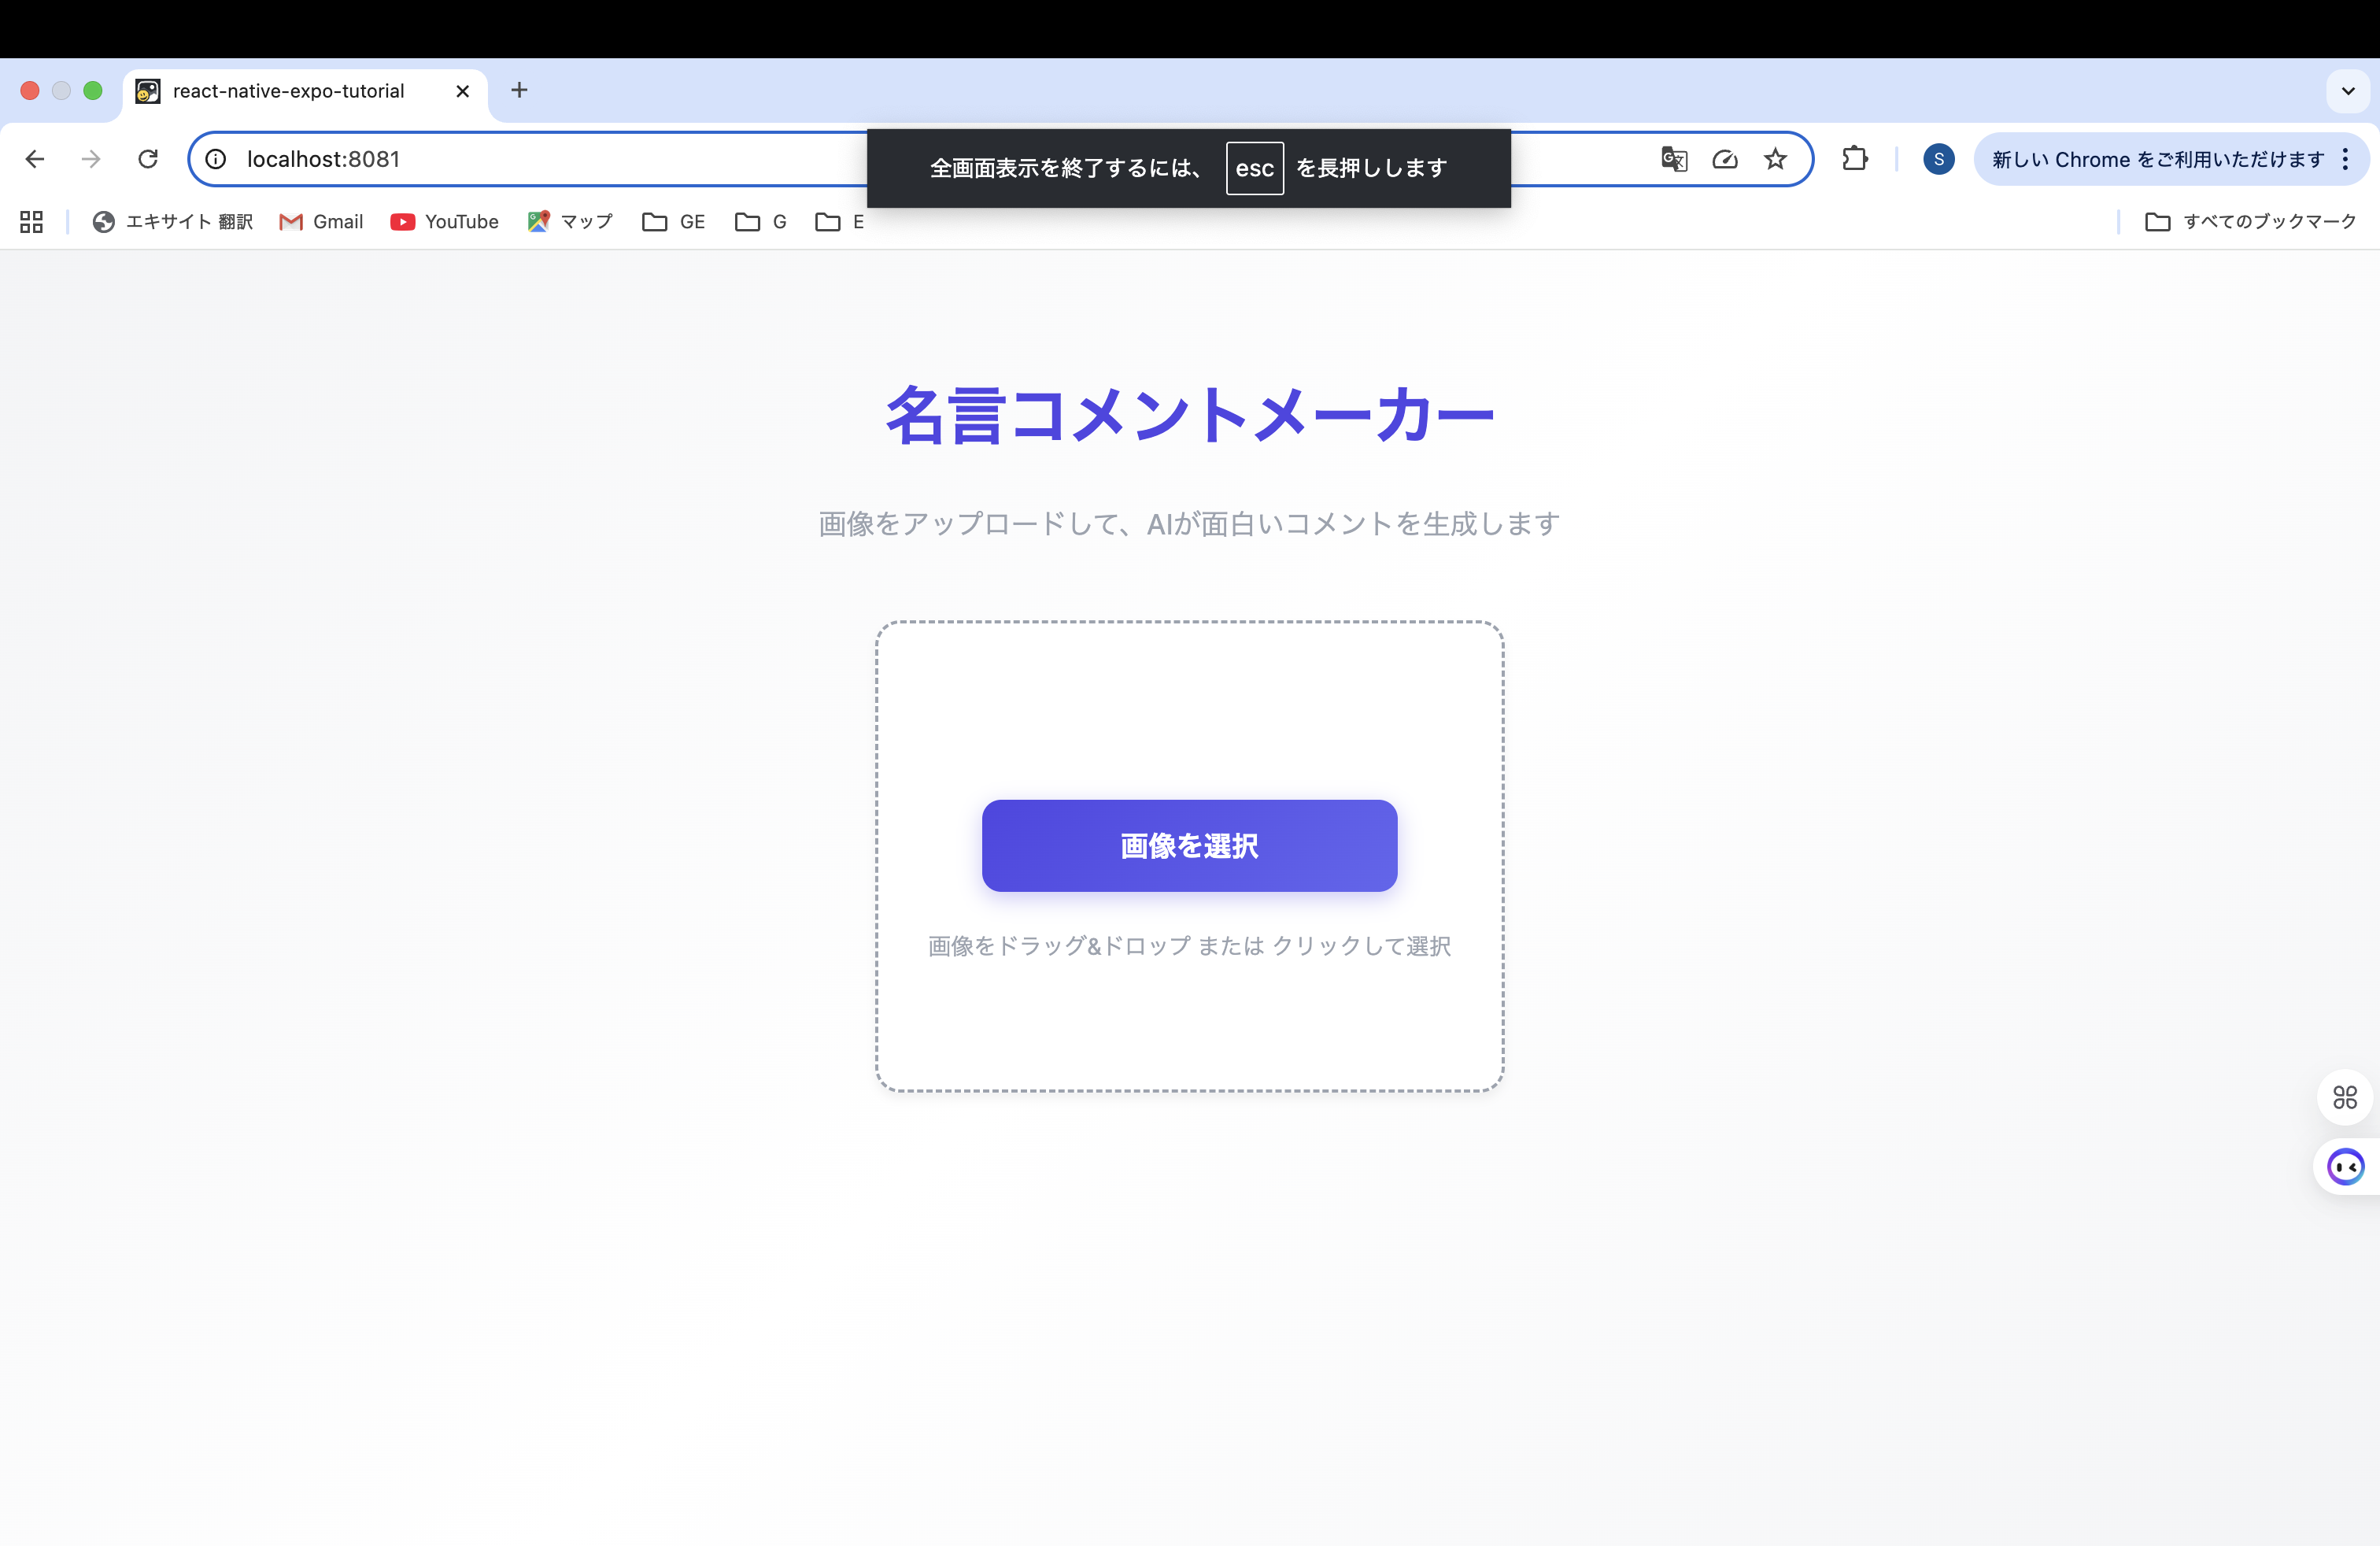 react-native-expo-tutorial
localhost:8081
全画面表示を終了するには、 esc を長押しします
S
新しい Chrome をご利用いただけます
エキサイト 翻訳 Gmail YouTube マップ GE G E すべてのブックマーク
名言コメントメーカー
画像をアップロードして、AIが面白いコメントを生成します
画像を選択
画像をドラッグ&ドロップ または クリックして選択